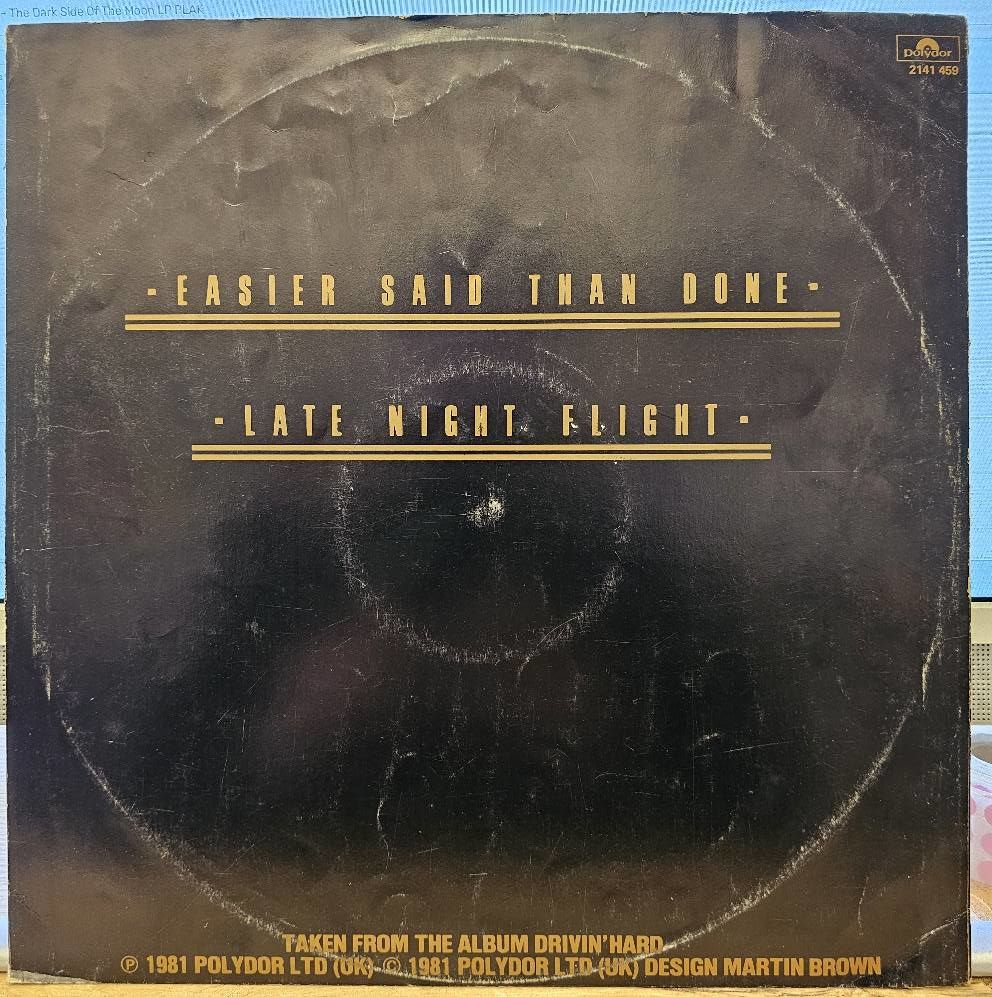 - The Dark Side Of The Moon LP PLAK
polydor
2141 459
- EASIER SAID THAN DONE -
- LATE NIGHT FLIGHT -
TAKEN FROM THE ALBUM DRIVIN' HARD
℗ 1981 POLYDOR LTD (UK) © 1981 POLYDOR LTD (UK) DESIGN MARTIN BROWN